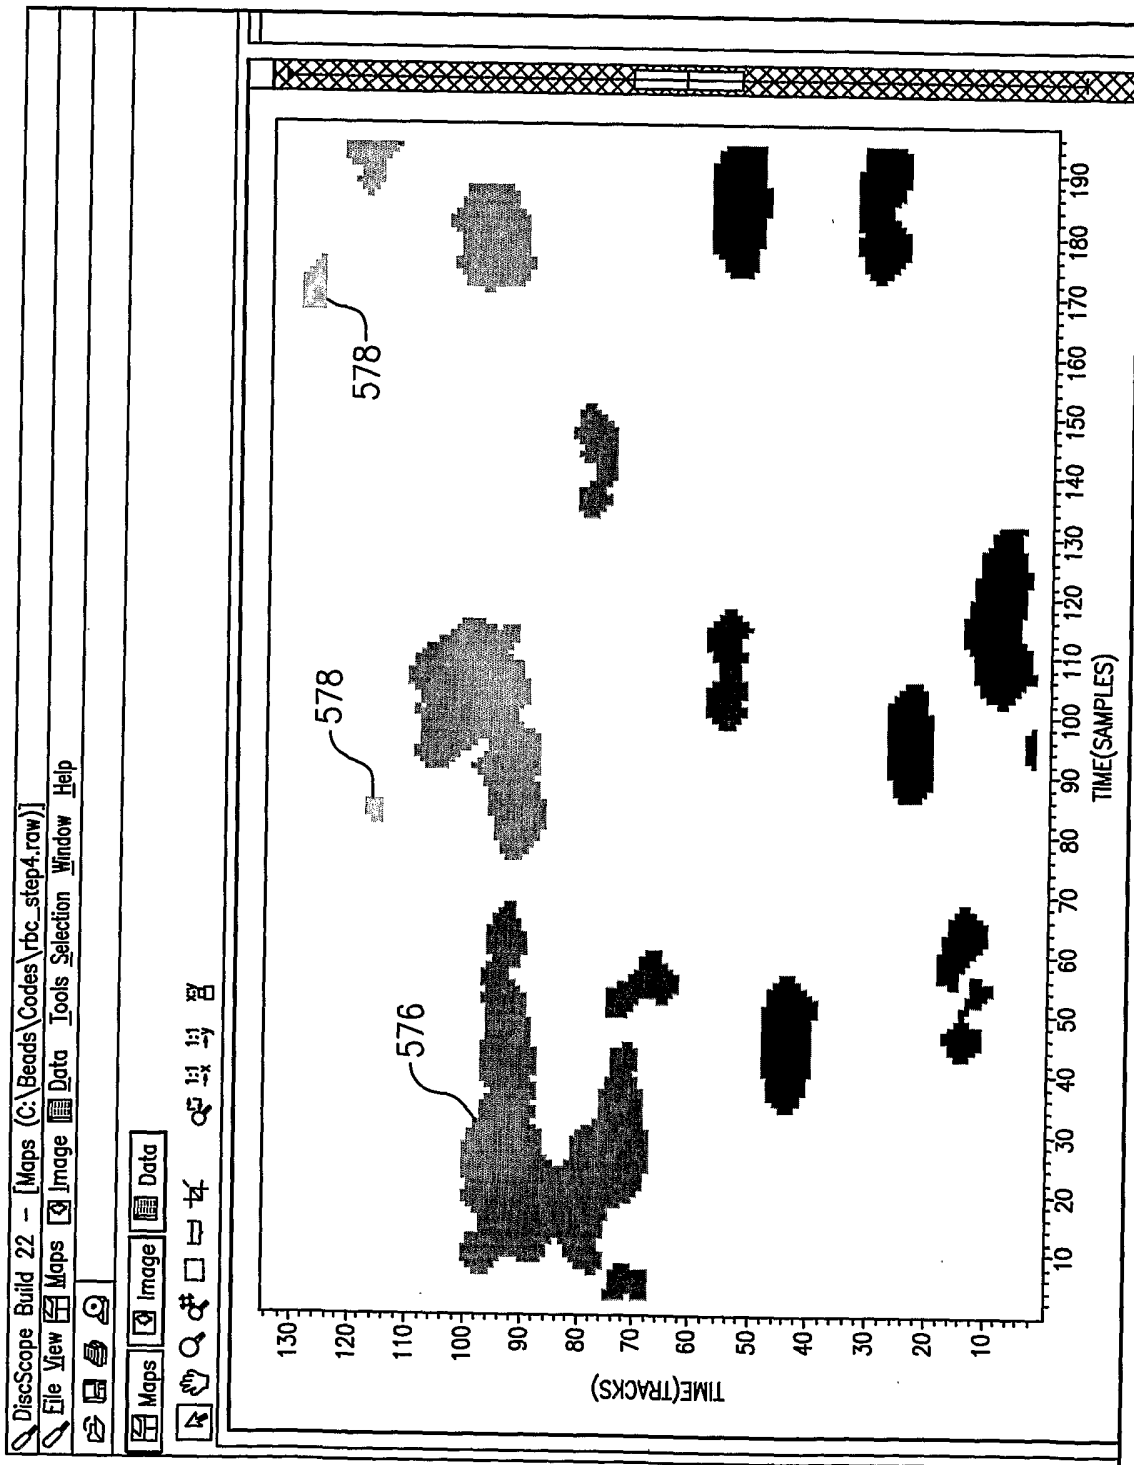 DiscScope Build 22 – [Maps (C:\Beads\Codes\rbc_step4.raw)]
File View Maps Image Data Tools Selection Window Help
Maps Image Data
1:1 -x 1:1 -y
578
578
576
130
120
110
100
90
80
70
60
50
40
30
20
10
TIME(TRACKS)
10 20 30 40 50 60 70 80 90 100 110 120 130 140 150 160 170 180 190
TIME(SAMPLES)